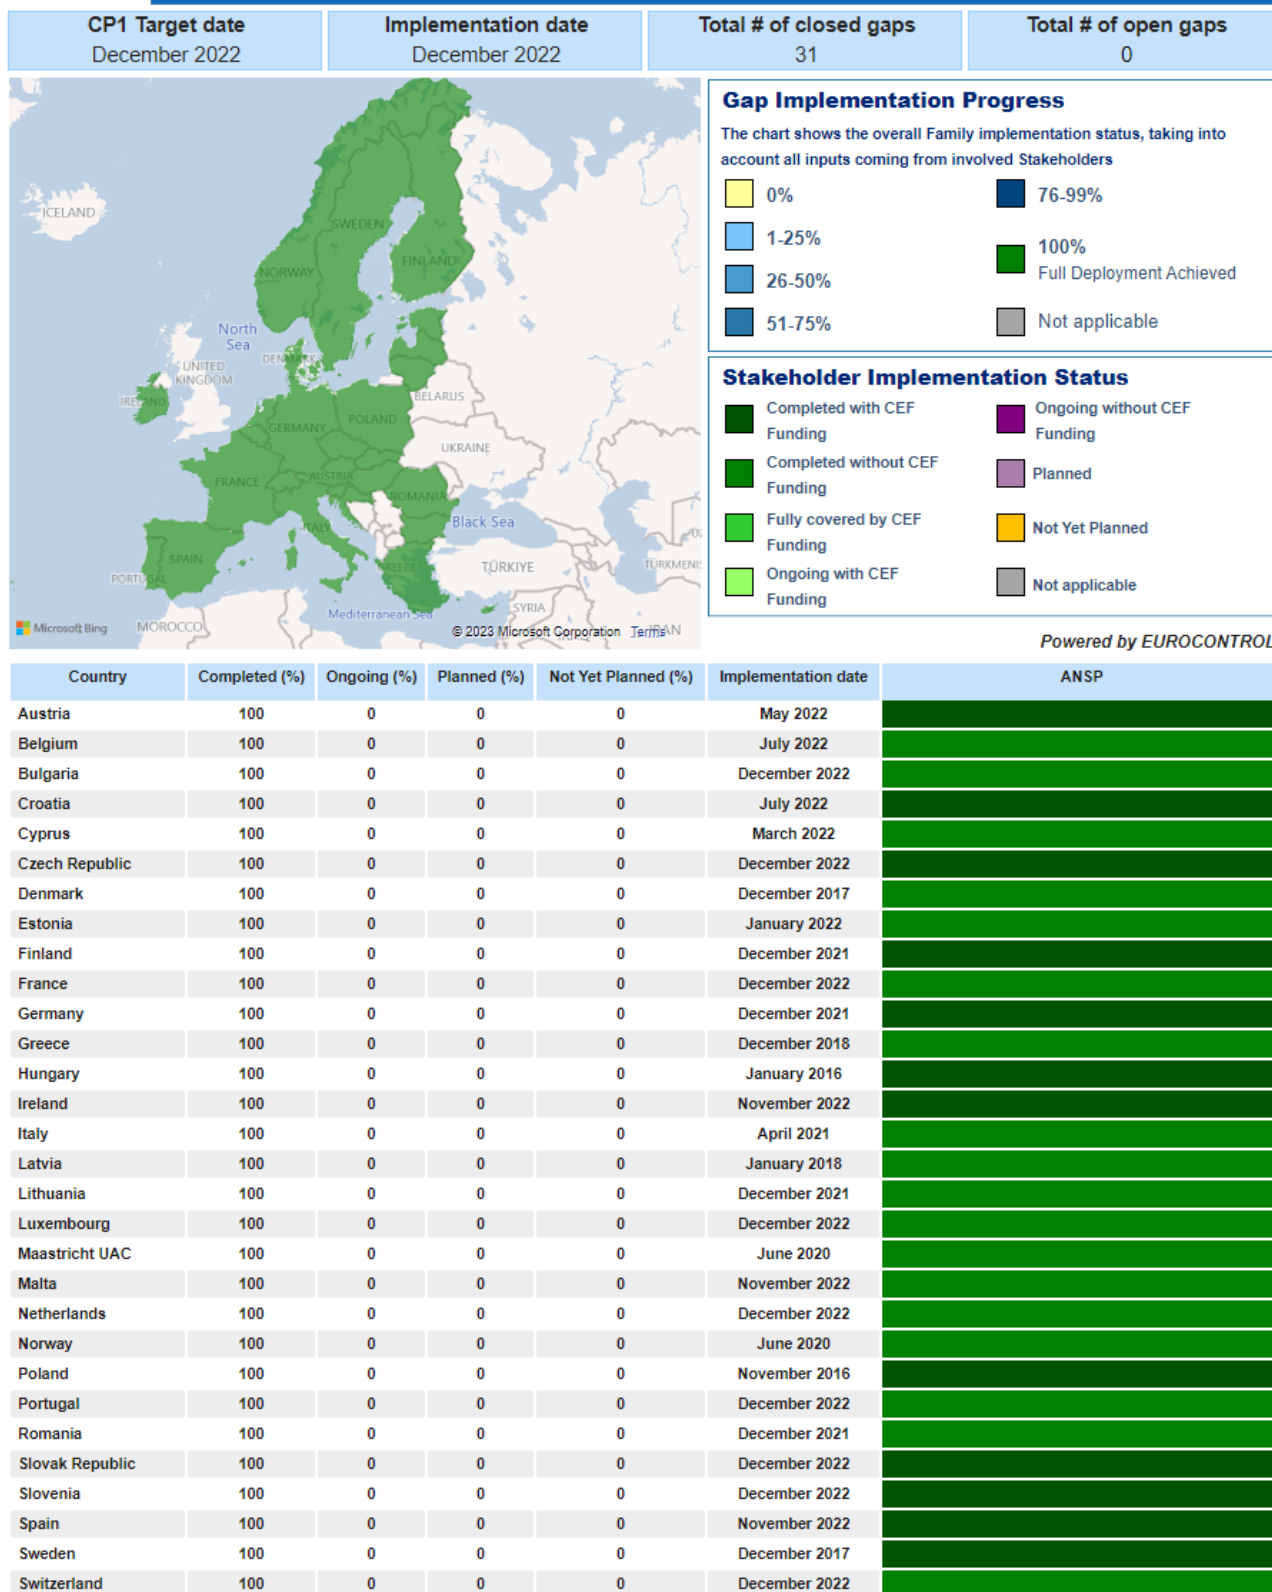 CP1 Target date
December 2022
Implementation date
December 2022
Total # of closed gaps
31
Total # of open gaps
0
ICELAND
SWEDEN
FINLAND
NORWAY
North
Sea
DENMARK
UNITED
KINGDOM
IRELAND
BELARUS
POLAND
GERMANY
UKRAINE
FRANCE
AUSTRIA
ROMANIA
Black Sea
ITALY
SPAIN
PORTUGAL
GREECE
TÜRKIYE
TURKMENIS
SYRIA
Mediterranean Sea
MOROCCO
Microsoft Bing
© 2023 Microsoft Corporation Terms
Gap Implementation Progress
The chart shows the overall Family implementation status, taking into
account all inputs coming from involved Stakeholders
0%
1-25%
26-50%
51-75%
76-99%
100%
Full Deployment Achieved
Not applicable
Stakeholder Implementation Status
Completed with CEF
Funding
Completed without CEF
Funding
Fully covered by CEF
Funding
Ongoing with CEF
Funding
Ongoing without CEF
Funding
Planned
Not Yet Planned
Not applicable
Powered by EUROCONTROL
Country Completed (%) Ongoing (%) Planned (%) Not Yet Planned (%) Implementation date ANSP
Austria 100 0 0 0 May 2022
Belgium 100 0 0 0 July 2022
Bulgaria 100 0 0 0 December 2022
Croatia 100 0 0 0 July 2022
Cyprus 100 0 0 0 March 2022
Czech Republic 100 0 0 0 December 2022
Denmark 100 0 0 0 December 2017
Estonia 100 0 0 0 January 2022
Finland 100 0 0 0 December 2021
France 100 0 0 0 December 2022
Germany 100 0 0 0 December 2021
Greece 100 0 0 0 December 2018
Hungary 100 0 0 0 January 2016
Ireland 100 0 0 0 November 2022
Italy 100 0 0 0 April 2021
Latvia 100 0 0 0 January 2018
Lithuania 100 0 0 0 December 2021
Luxembourg 100 0 0 0 December 2022
Maastricht UAC 100 0 0 0 June 2020
Malta 100 0 0 0 November 2022
Netherlands 100 0 0 0 December 2022
Norway 100 0 0 0 June 2020
Poland 100 0 0 0 November 2016
Portugal 100 0 0 0 December 2022
Romania 100 0 0 0 December 2021
Slovak Republic 100 0 0 0 December 2022
Slovenia 100 0 0 0 December 2022
Spain 100 0 0 0 November 2022
Sweden 100 0 0 0 December 2017
Switzerland 100 0 0 0 December 2022